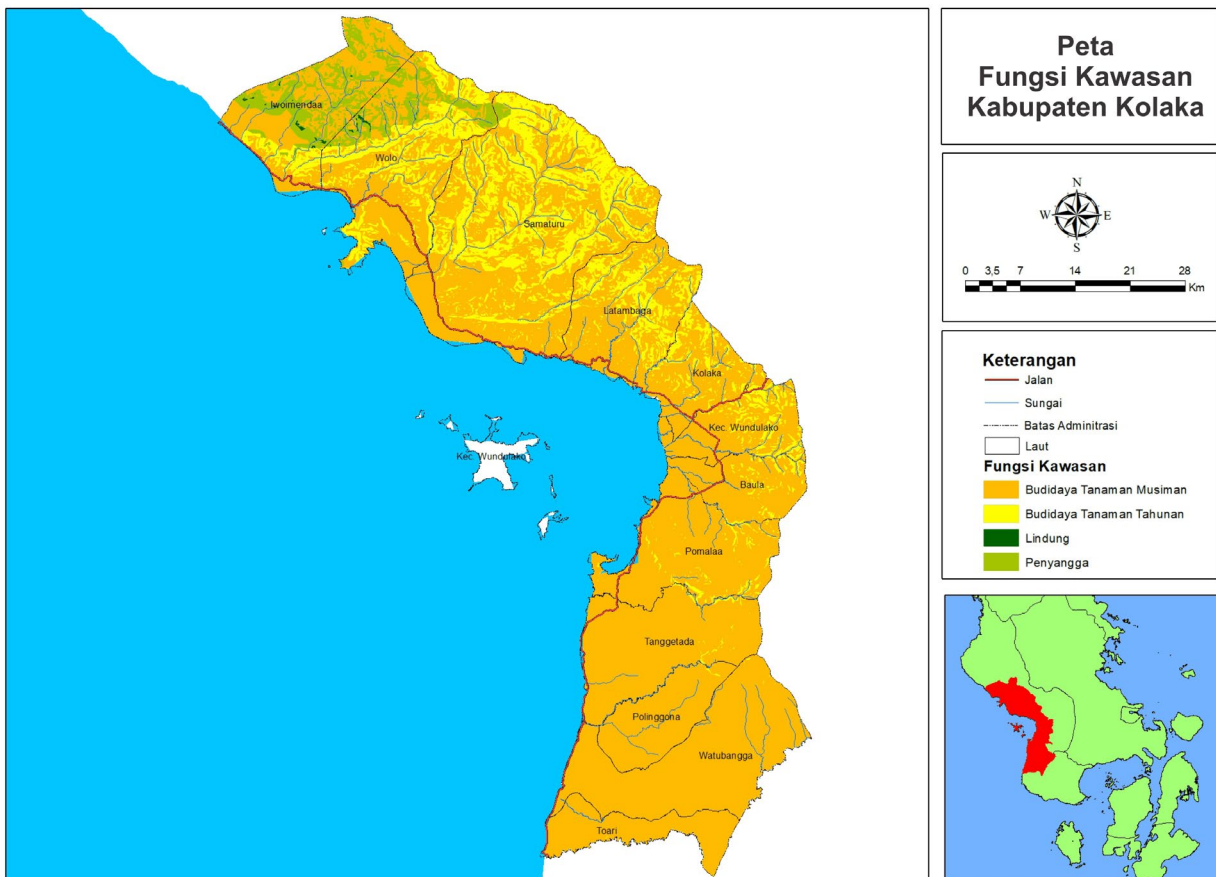 Peta
Fungsi Kawasan
Kabupaten Kolaka
N
W E
S
0 3,5 7 14 21 28
Km
Keterangan
Jalan
Sungai
Batas Adminitrasi
Laut
Fungsi Kawasan
Budidaya Tanaman Musiman
Budidaya Tanaman Tahunan
Lindung
Penyangga
Iwoimendaa
Wolo
Samaturu
Latambaga
Kolaka
Kec. Wundulako
Kec. Wundulako
Baula
Pomalaa
Tanggetada
Polinggona
Watubangga
Toari